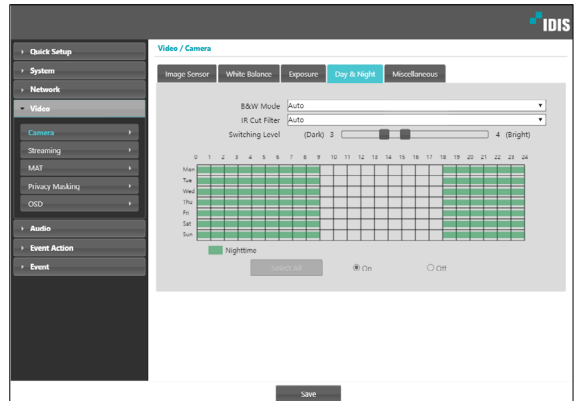 IDIS
Quick Setup
System
Network
Video
Camera
Streaming
MAT
Privacy Masking
OSD
Audio
Event Action
Event
Video / Camera
Image Sensor White Balance Exposure Day & Night Miscellaneous
B&W Mode Auto
IR Cut Filter Auto
Switching Level (Dark) 3 4 (Bright)
0 1 2 3 4 5 6 7 8 9 10 11 12 13 14 15 16 17 18 19 20 21 22 23 24
Mon
Tue
Wed
Thu
Fri
Sat
Sun
Nighttime
Select All On Off
Save